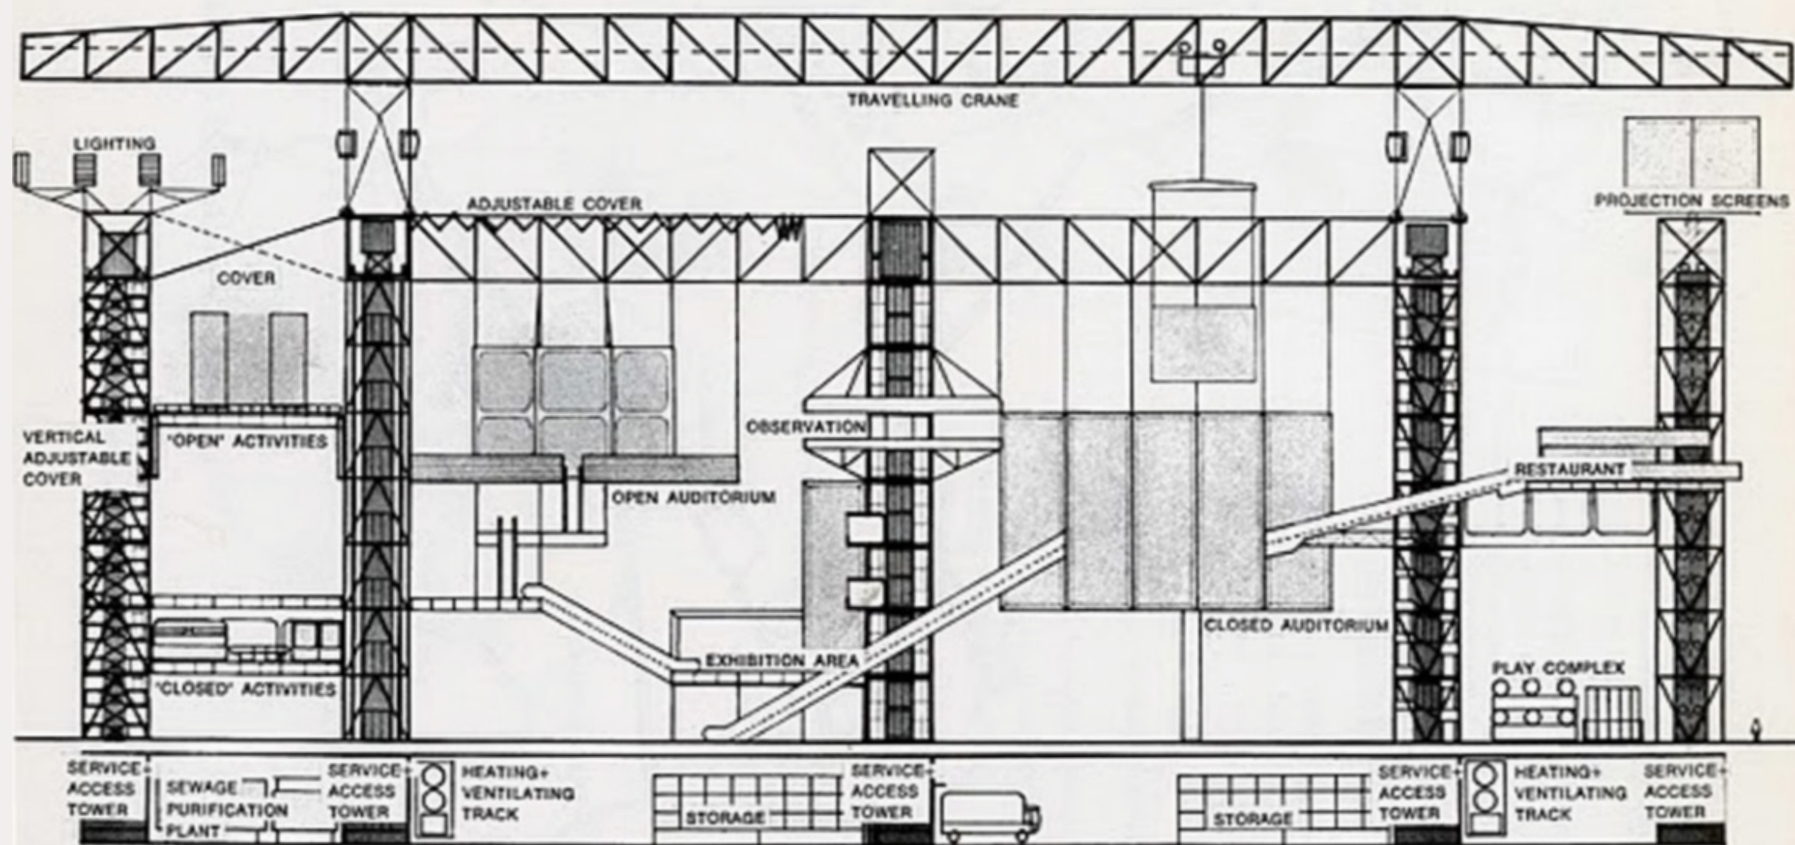 TRAVELLING CRANE
LIGHTING
ADJUSTABLE COVER
PROJECTION SCREENS
COVER
VERTICAL
ADJUSTABLE
COVER
'OPEN' ACTIVITIES
OBSERVATION
OPEN AUDITORIUM
RESTAURANT
CLOSED AUDITORIUM
EXHIBITION AREA
PLAY COMPLEX
'CLOSED' ACTIVITIES
SERVICE+
ACCESS
TOWER
SEWAGE
PURIFICATION
PLANT
SERVICE+
ACCESS
TOWER
HEATING+
VENTILATING
TRACK
STORAGE
SERVICE+
ACCESS
TOWER
STORAGE
SERVICE+
ACCESS
TOWER
HEATING+
VENTILATING
TRACK
SERVICE+
ACCESS
TOWER